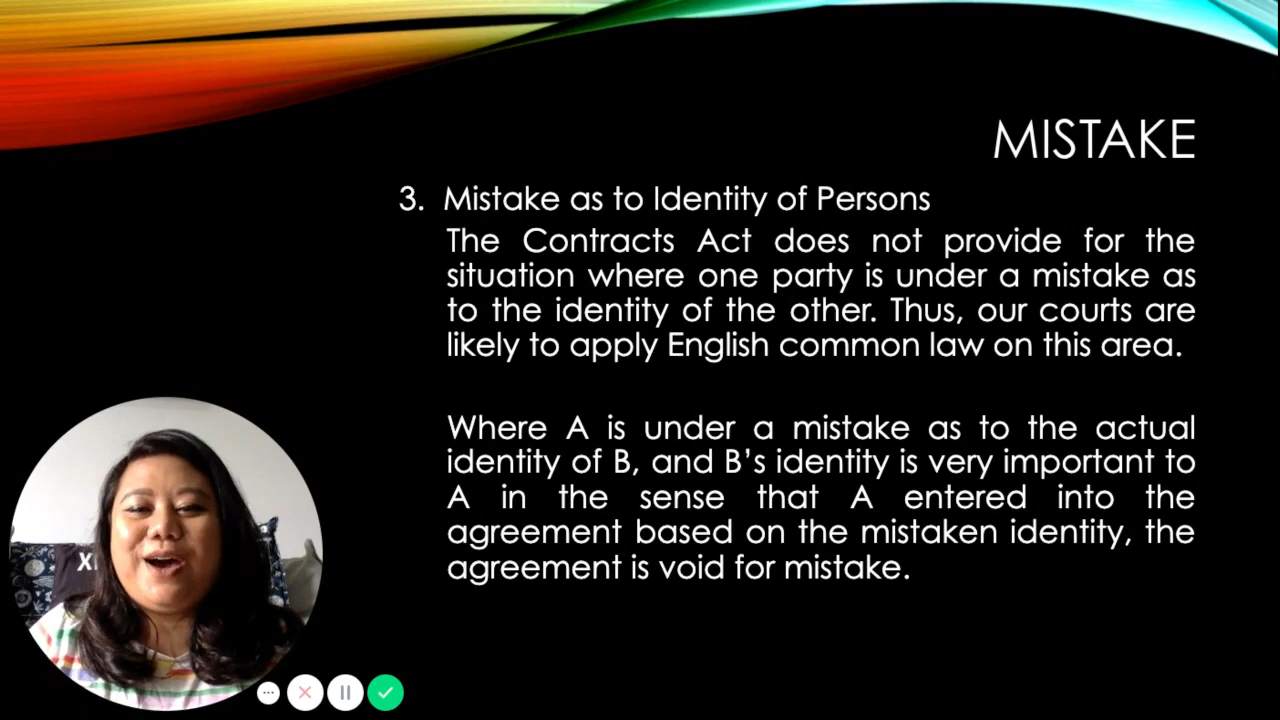 MISTAKE
3. Mistake as to Identity of Persons
The Contracts Act does not provide for the
situation where one party is under a mistake as
to the identity of the other. Thus, our courts are
likely to apply English common law on this area.
Where A is under a mistake as to the actual
identity of B, and B’s identity is very important to
A in the sense that A entered into the
agreement based on the mistaken identity, the
agreement is void for mistake.